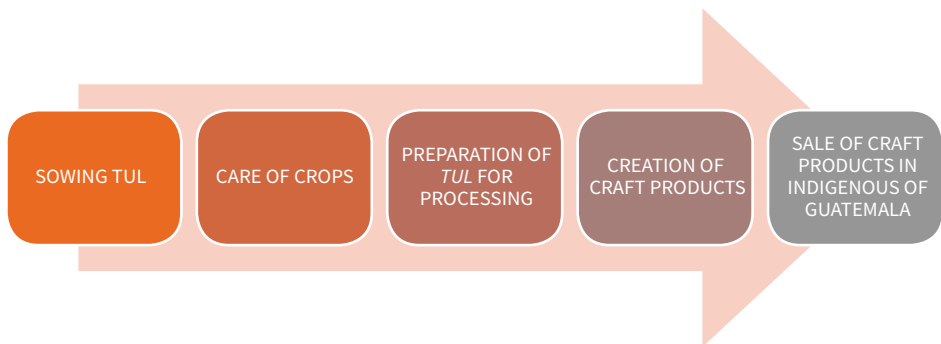 SOWING TUL
CARE OF CROPS
PREPARATION OF
TUL FOR
PROCESSING
CREATION OF
CRAFT PRODUCTS
SALE OF CRAFT
PRODUCTS IN
INDIGENOUS OF
GUATEMALA